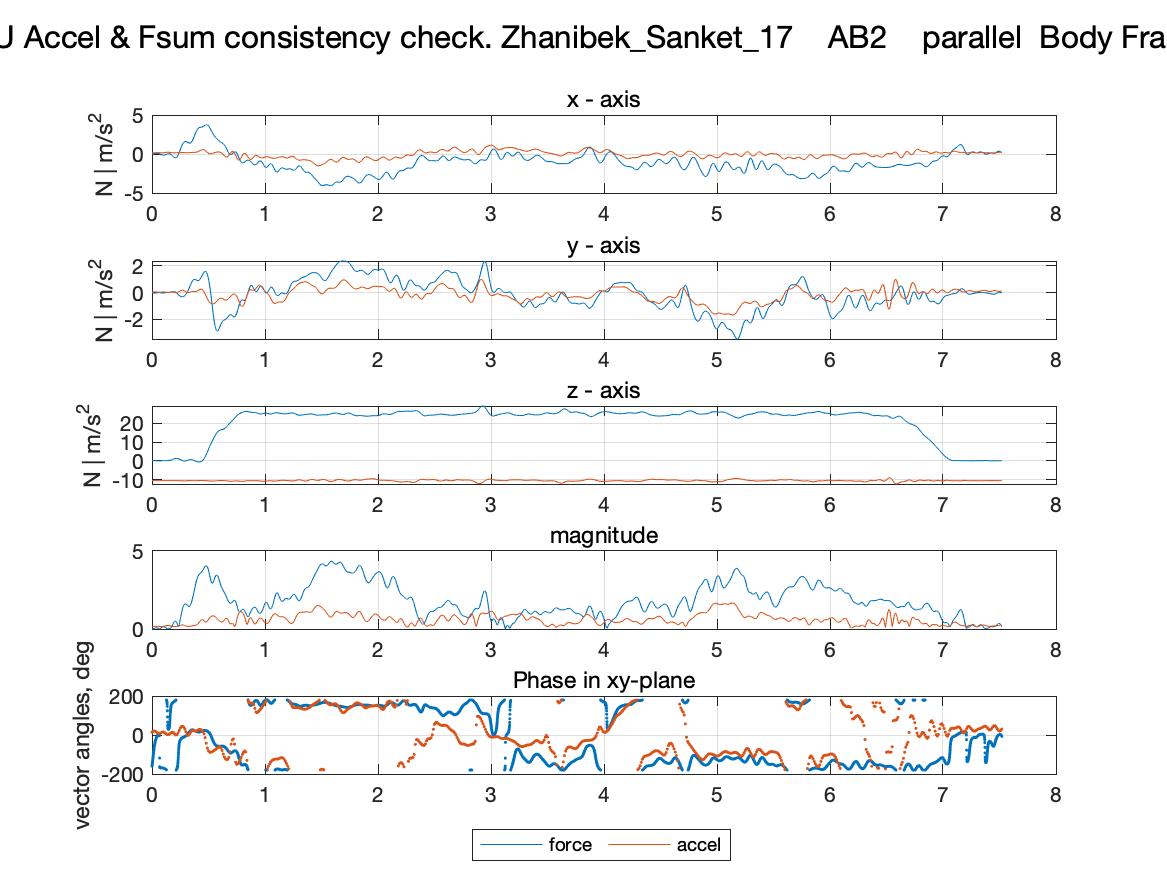 U Accel & Fsum consistency check. Zhanibek_Sanket_17 AB2 parallel Body Fra
x - axis
N | m/s²
5
0
-5
0 1 2 3 4 5 6 7 8
y - axis
N | m/s²
2
0
-2
0 1 2 3 4 5 6 7 8
z - axis
N | m/s²
20
10
0
-10
0 1 2 3 4 5 6 7 8
magnitude
5
0
0 1 2 3 4 5 6 7 8
Phase in xy-plane
vector angles, deg
200
0
-200
0 1 2 3 4 5 6 7 8
force accel